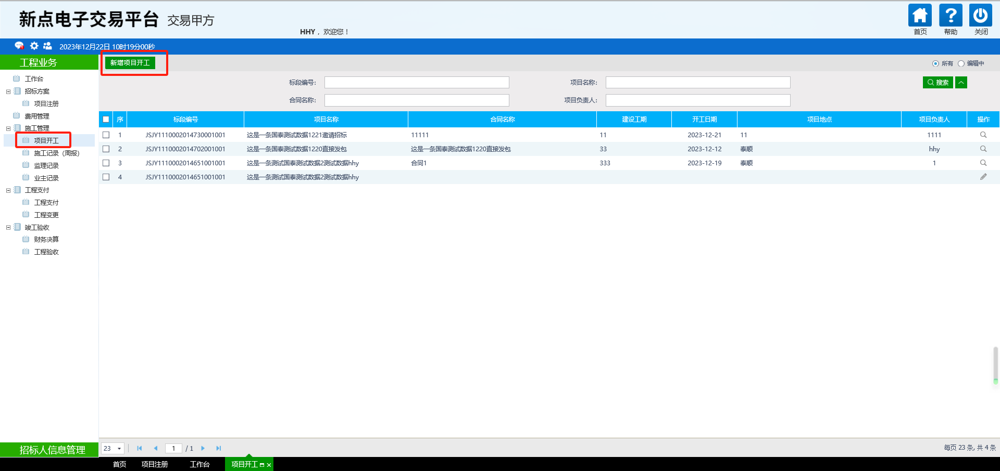 新点电子交易平台 交易甲方
HHY， 欢迎您！
首页 帮助 关闭
2023年12月22日 10时19分00秒
工程业务
工作台
招标方案
项目注册
费用管理
施工管理
项目开工
施工记录（周报）
监理记录
业主记录
工程支付
工程支付
工程变更
竣工验收
财务决算
工程验收
招标人信息管理
新增项目开工
所有 编辑中
标段编号： 项目名称： 搜索
合同名称： 项目负责人：
序 标段编号 项目名称 合同名称 建设工期 开工日期 项目地点 项目负责人 操作
1 JSJY1110002014730001001 这是一条国泰测试数据1221邀请招标 11111 11 2023-12-21 11 1111
2 JSJY1110002014702001001 这是一条国泰测试数据1220直接发包 这是一条国泰测试数据1220直接发包 33 2023-12-12 泰顺 hhy
3 JSJY1110002014651001001 这是一条测试国泰测试数据2测试数据hhy 合同1 333 2023-12-19 泰顺 1
4 JSJY1110002014651001001 这是一条测试国泰测试数据2测试数据hhy
23 1 / 1 每页 23 条, 共 4 条
首页 项目注册 工作台 项目开工